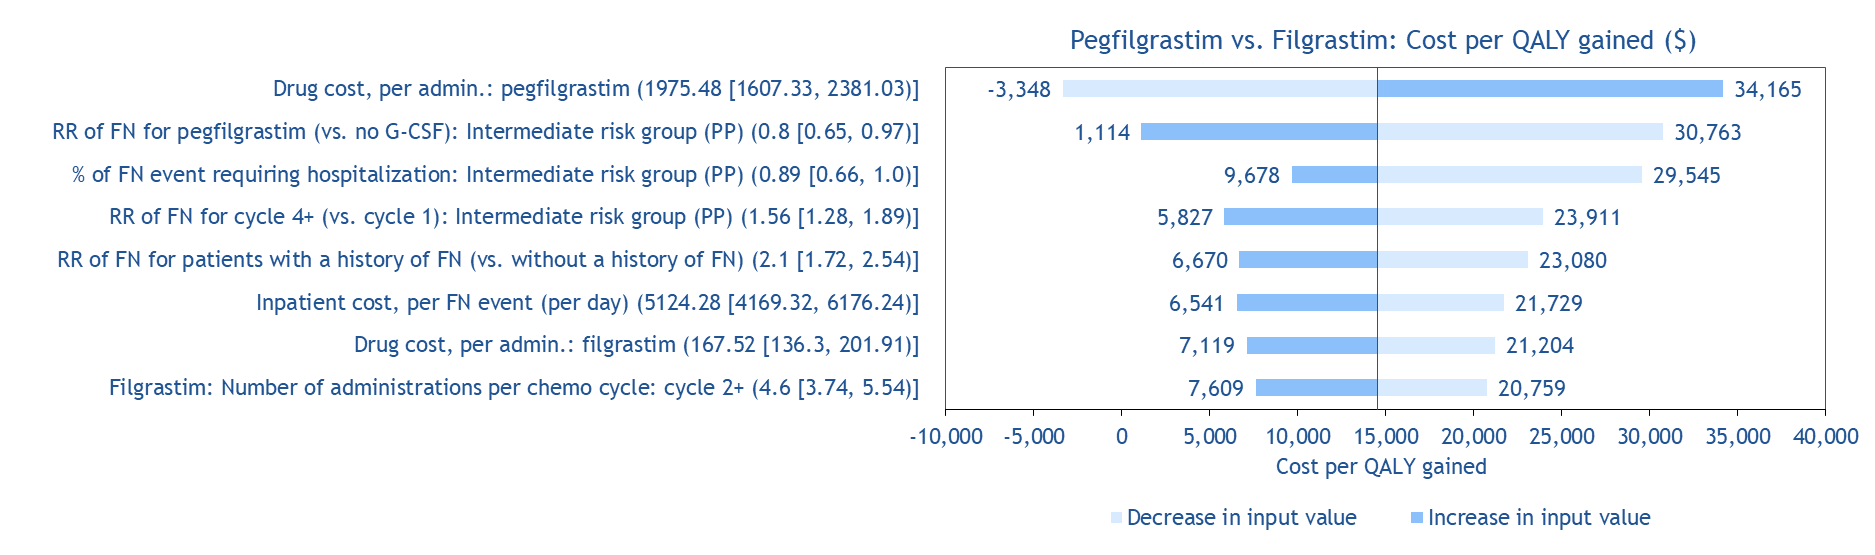 Pegfilgrastim vs. Filgrastim: Cost per QALY gained ($)
Drug cost, per admin.: pegfilgrastim (1975.48 [1607.33, 2381.03)] -3,348 34,165
RR of FN for pegfilgrastim (vs. no G-CSF): Intermediate risk group (PP) (0.8 [0.65, 0.97)] 1,114 30,763
% of FN event requiring hospitalization: Intermediate risk group (PP) (0.89 [0.66, 1.0)] 9,678 29,545
RR of FN for cycle 4+ (vs. cycle 1): Intermediate risk group (PP) (1.56 [1.28, 1.89)] 5,827 23,911
RR of FN for patients with a history of FN (vs. without a history of FN) (2.1 [1.72, 2.54)] 6,670 23,080
Inpatient cost, per FN event (per day) (5124.28 [4169.32, 6176.24)] 6,541 21,729
Drug cost, per admin.: filgrastim (167.52 [136.3, 201.91)] 7,119 21,204
Filgrastim: Number of administrations per chemo cycle: cycle 2+ (4.6 [3.74, 5.54)] 7,609 20,759
-10,000 -5,000 0 5,000 10,000 15,000 20,000 25,000 30,000 35,000 40,000
Cost per QALY gained
Decrease in input value Increase in input value